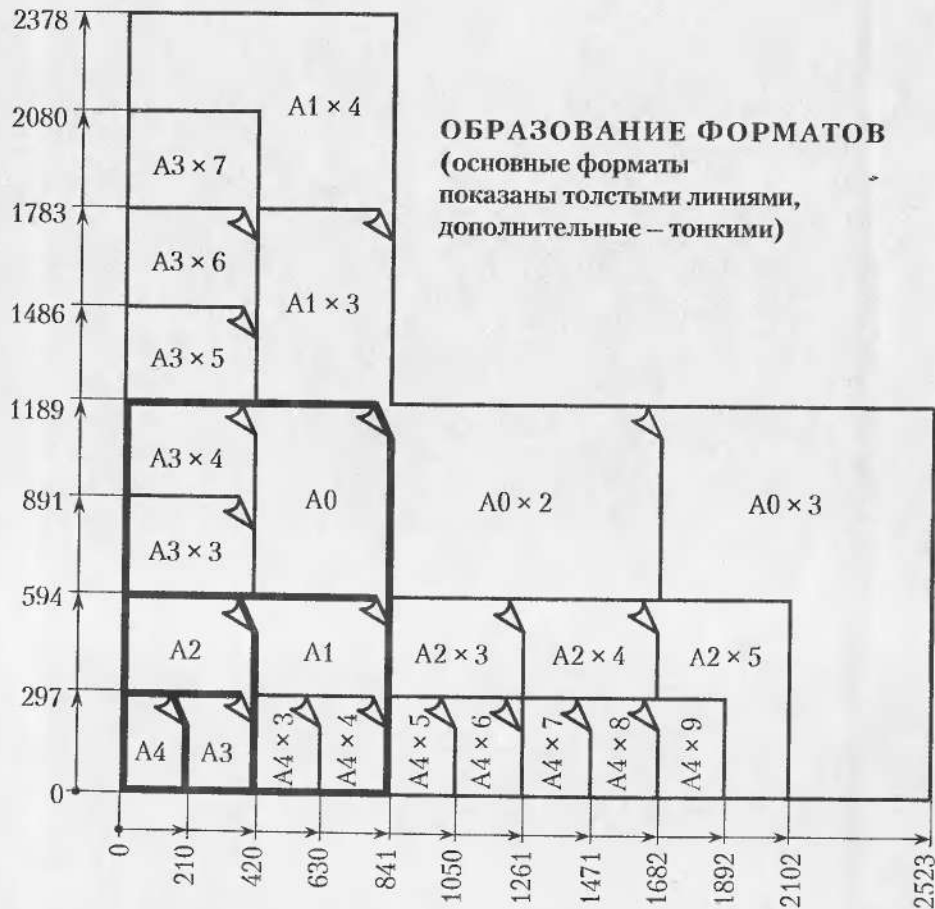 2378
A1 × 4
2080
ОБРАЗОВАНИЕ ФОРМАТОВ
(основные форматы
показаны толстыми линиями,
дополнительные – тонкими)
A3 × 7
1783
A3 × 6
A1 × 3
1486
A3 × 5
1189
A3 × 4
A0
A0 × 2
A0 × 3
891
A3 × 3
594
A2
A1
A2 × 3
A2 × 4
A2 × 5
297
A4
A3
A4 × 3
A4 × 4
A4 × 5
A4 × 6
A4 × 7
A4 × 8
A4 × 9
0
0
210
420
630
841
1050
1261
1471
1682
1892
2102
2523